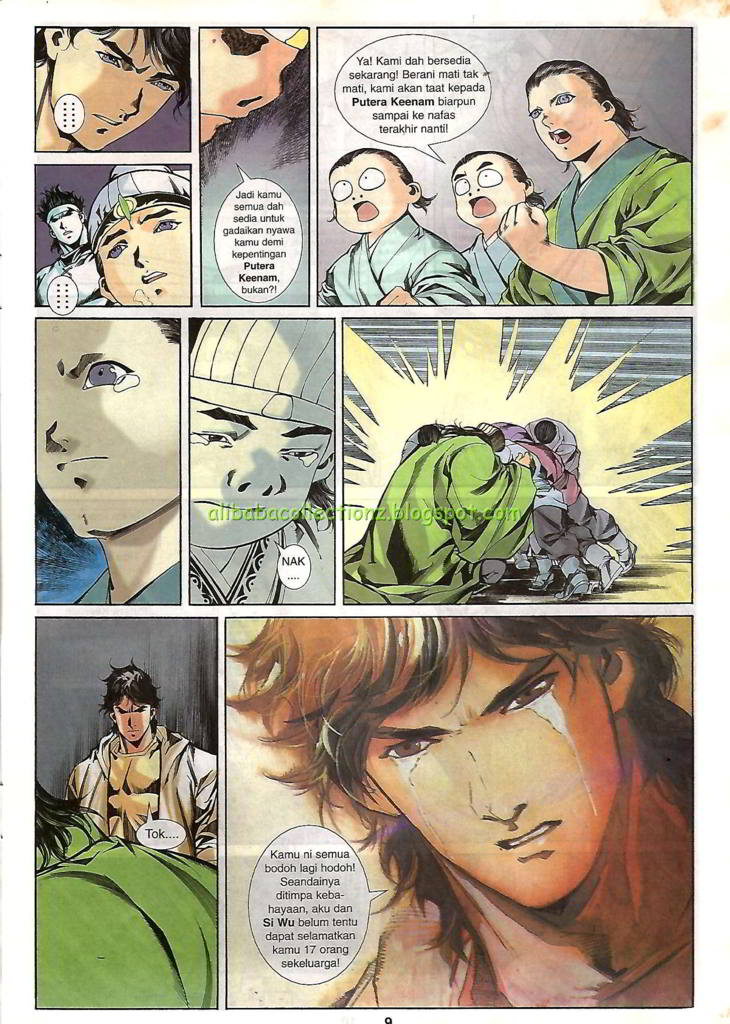 Jadi kamu
semua dah
sedia untuk
gadaikan nyawa
kamu demi
kepentingan
Putera
Keenam,
bukan?!
Ya! Kami dah bersedia
sekarang! Berani mati tak
mati, kami akan taat kepada
Putera Keenam biarpun
sampai ke nafas
terakhir nanti!
alibabacollectionz.blogspot.com
NAK
....
Tok....
Kamu ni semua
bodoh lagi hodoh!
Seandainya
ditimpa keba-
hayaan, aku dan
Si Wu belum tentu
dapat selamatkan
kamu 17 orang
sekeluarga!
9